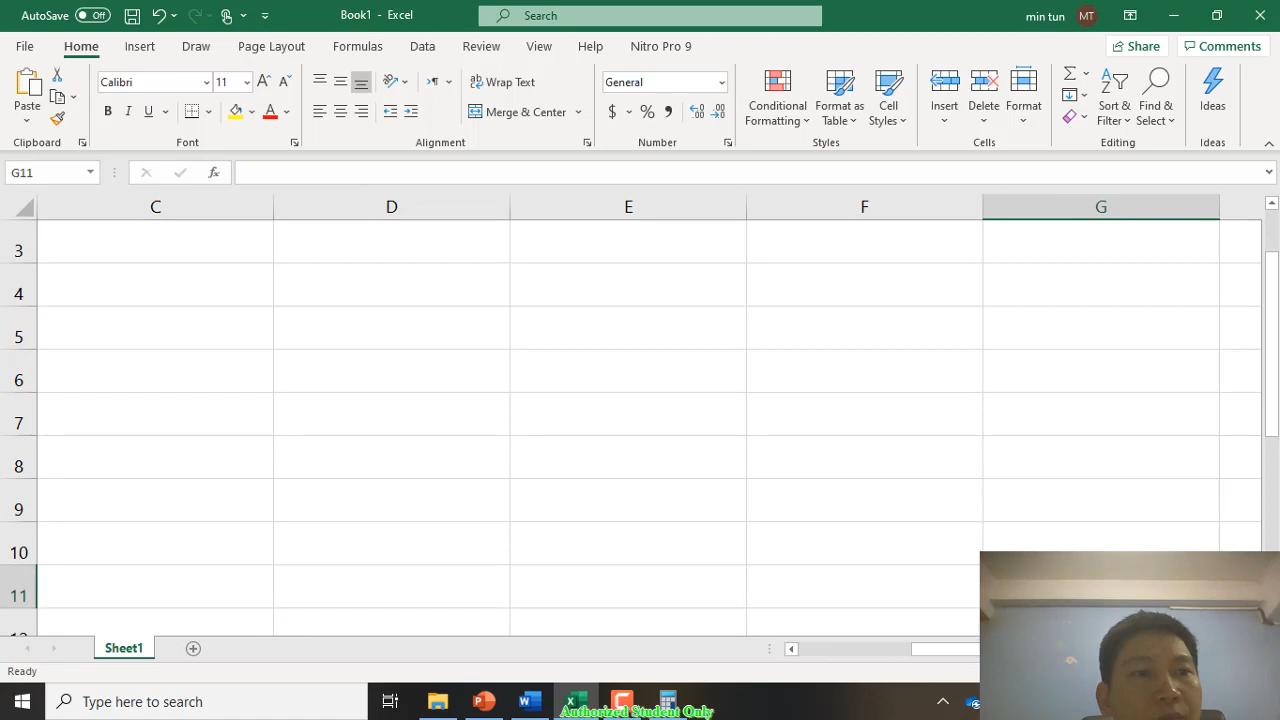 AutoSave Off Book1 - Excel Search min tun MT
File Home Insert Draw Page Layout Formulas Data Review View Help Nitro Pro 9 Share Comments
Paste Calibri 11 Wrap Text General Conditional Formatting Format as Table Cell Styles Insert Delete Format Sort & Filter Find & Select Ideas
Merge & Center $ %
Clipboard Font Alignment Number Styles Cells Editing Ideas
G11 fx
C D E F G
3
4
5
6
7
8
9
10
11
Sheet1
Ready
Type here to search
Authorized Student Only